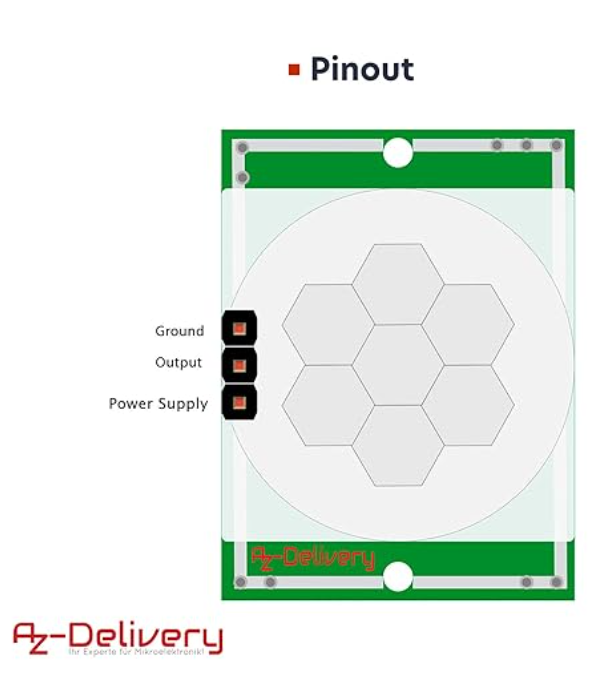 Pinout
Ground
Output
Power Supply
Az-Delivery
Az-Delivery
Ihr Experte für Mikroelektronik!